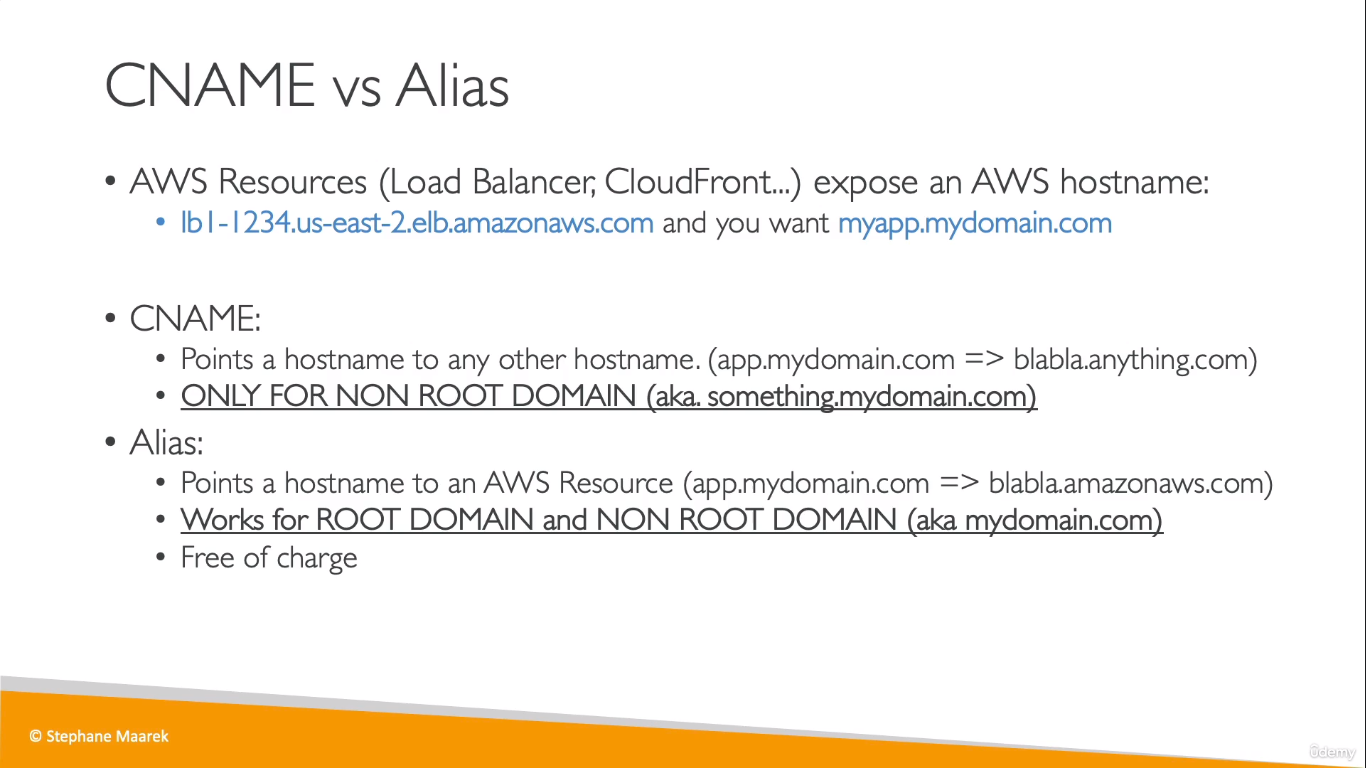 CNAME vs Alias
• AWS Resources (Load Balancer, CloudFront...) expose an AWS hostname:
• lb1-1234.us-east-2.elb.amazonaws.com and you want myapp.mydomain.com
• CNAME:
• Points a hostname to any other hostname. (app.mydomain.com => blabla.anything.com)
• ONLY FOR NON ROOT DOMAIN (aka. something.mydomain.com)
• Alias:
• Points a hostname to an AWS Resource (app.mydomain.com => blabla.amazonaws.com)
• Works for ROOT DOMAIN and NON ROOT DOMAIN (aka mydomain.com)
• Free of charge
© Stephane Maarek
ûdemy